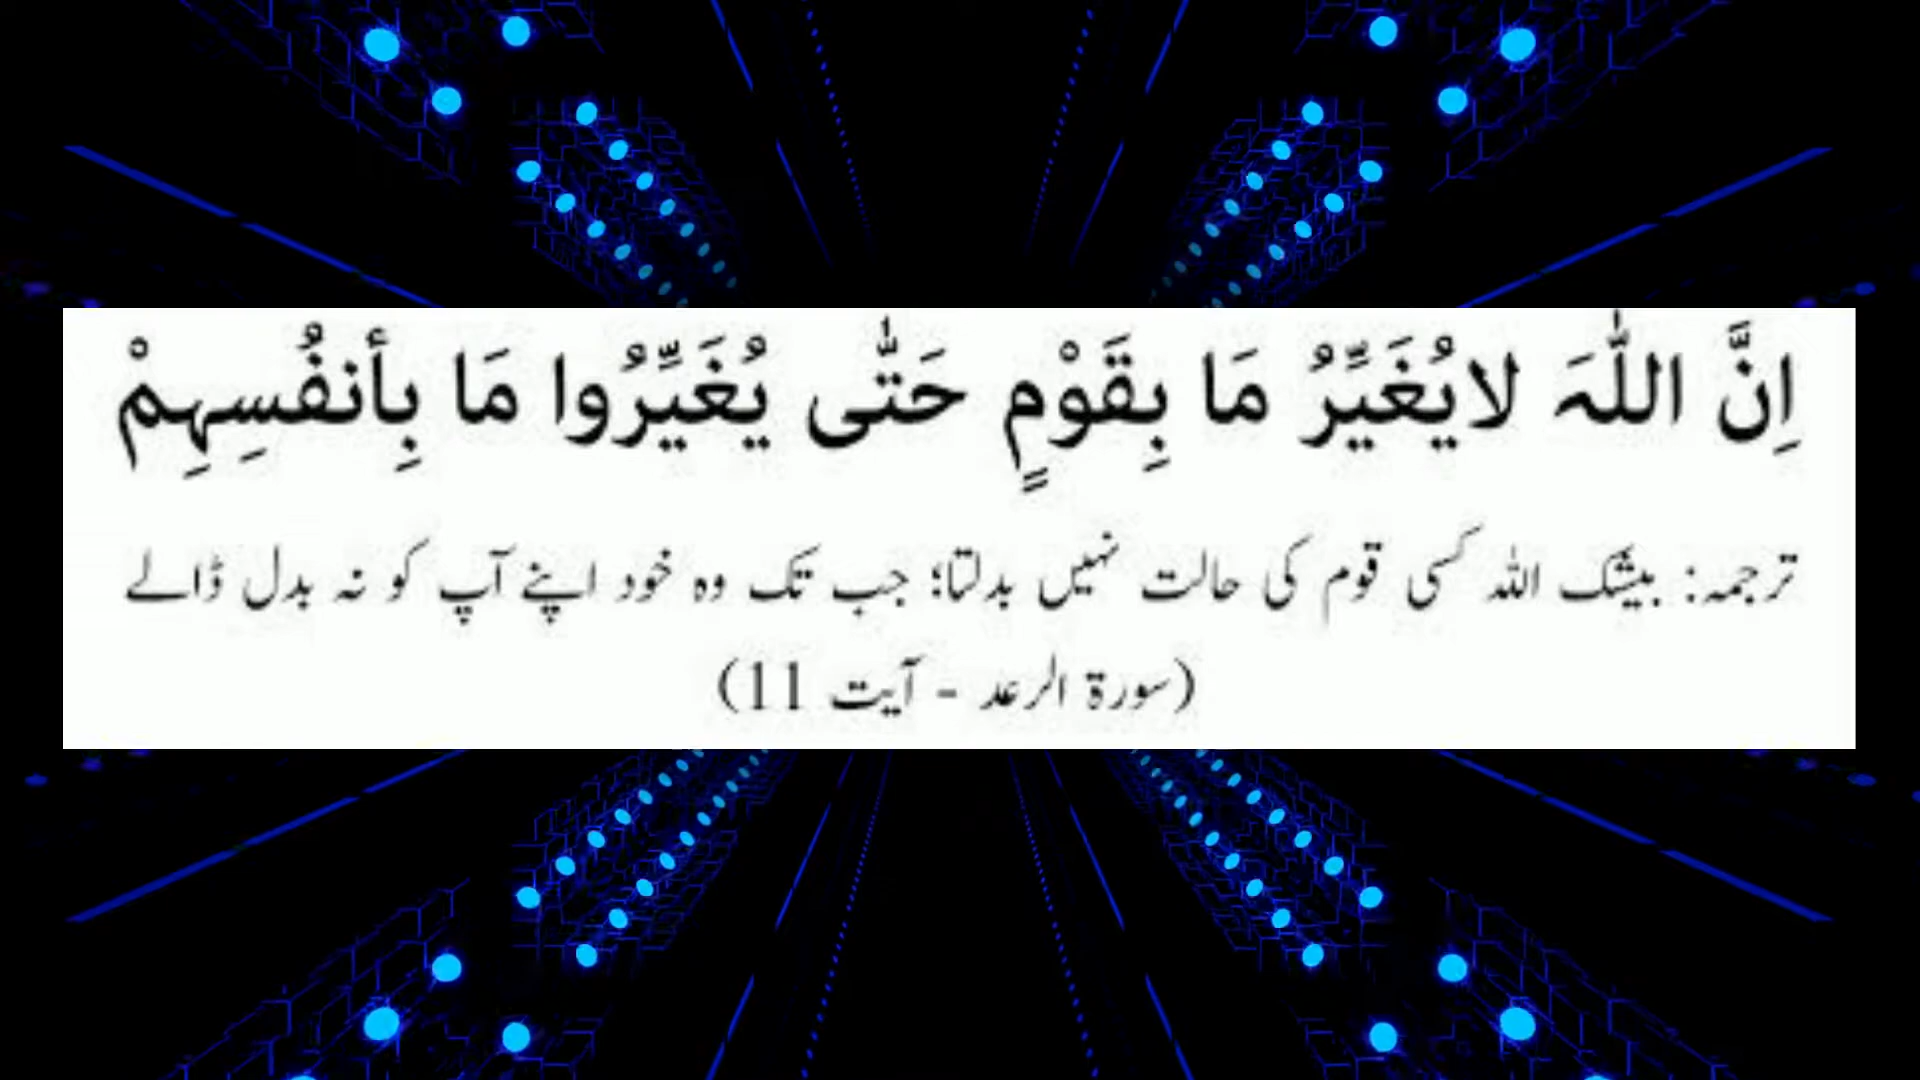 اِنَّ اللّٰہَ لایُغَیِّرُ مَا بِقَوْمٍ حَتّٰی یُغَیِّرُوا مَا بِأنفُسِہِمْ
ترجمہ: بیشک اللہ کسی قوم کی حالت نہیں بدلتا؛ جب تک وہ خود اپنے آپ کو نہ بدل ڈالے
(سورۃ الرعد - آیت 11)